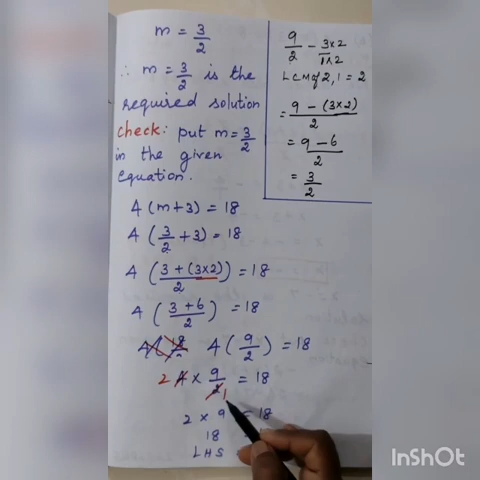 m = 3/2
∴ m = 3/2 is the
required solution
Check: put m = 3/2
in the given
Equation.
4(m+3) = 18
4(3/2 + 3) = 18
4((3 + (3×2))/2) = 18
4((3 + 6)/2) = 18
4(9/2) = 18
2 4 × 9/2 1 = 18
2 × 9 = 18
18
LHS
9/2 - 3×2/1×2
LCM of 2, 1 = 2
= (9 - (3×2))/2
= (9 - 6)/2
= 3/2
InShOt